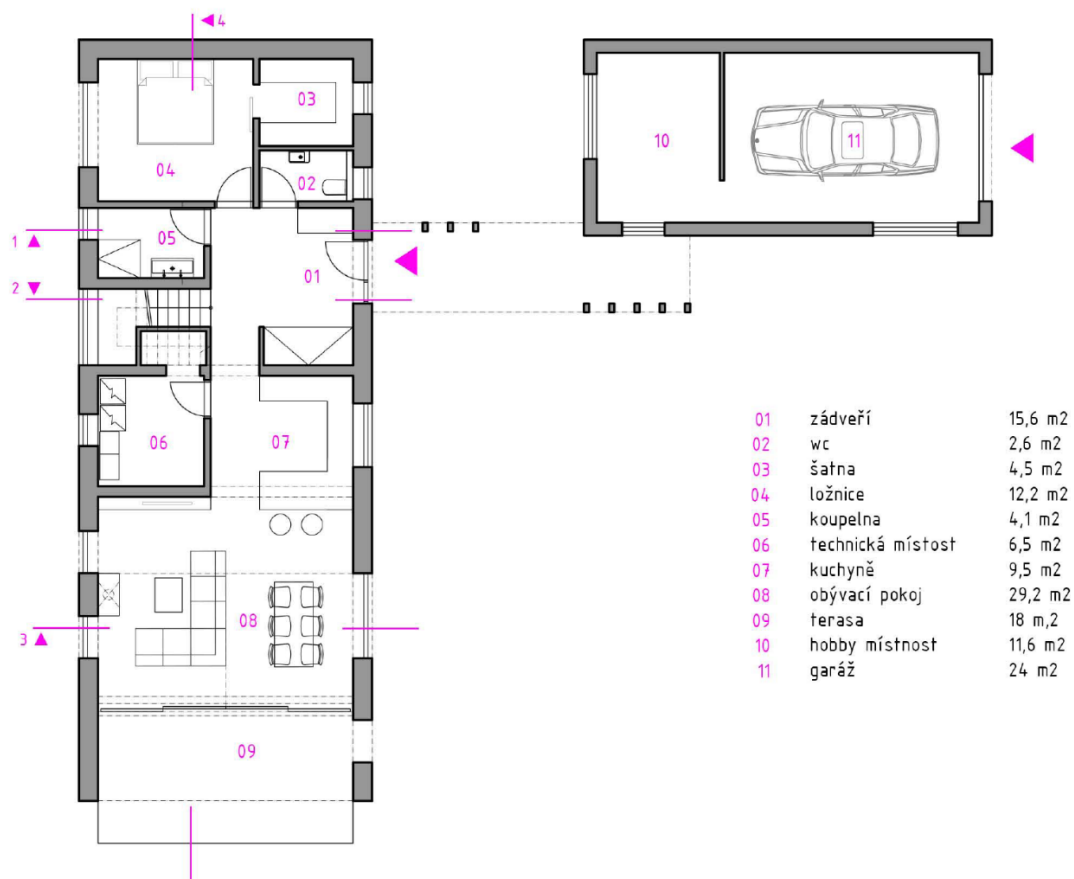 4
03
10
11
04
02
05
1
01
2
06
07
08
3
09
01 zádveří 15,6 m2
02 wc 2,6 m2
03 šatna 4,5 m2
04 ložnice 12,2 m2
05 koupelna 4,1 m2
06 technická místost 6,5 m2
07 kuchyně 9,5 m2
08 obývací pokoj 29,2 m2
09 terasa 18 m,2
10 hobby místnost 11,6 m2
11 garáž 24 m2